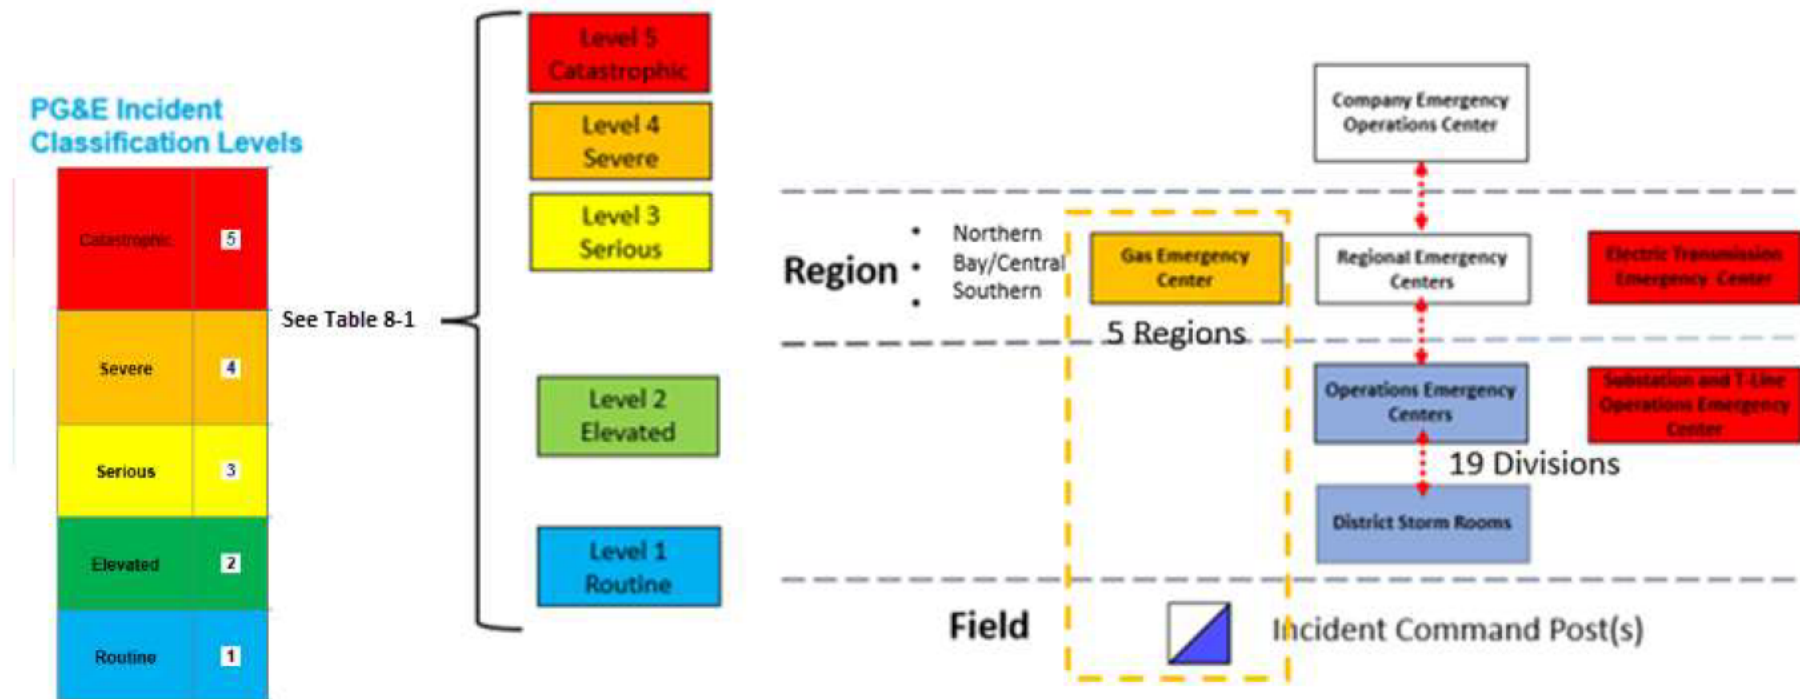 PG&E Incident
Classification Levels
Catastrophic 5
Severe 4
Serious 3
Elevated 2
Routine 1
See Table 8-1
Level 5
Catastrophic
Level 4
Severe
Level 3
Serious
Level 2
Elevated
Level 1
Routine
Company Emergency
Operations Center
Region
• Northern
• Bay/Central
Southern
•
Gas Emergency
Center
Regional Emergency
Centers
Electric Transmission
Emergency Center
5 Regions
Operations Emergency
Centers
Substation and T-Line
Operations Emergency
Center
19 Divisions
District Storm Rooms
Field
Incident Command Post(s)